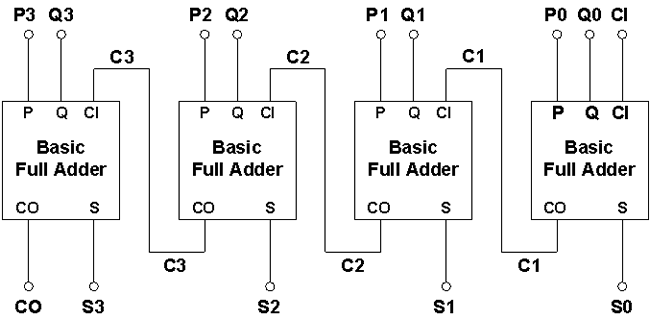 P3 Q3 P2 Q2 P1 Q1 P0 Q0 CI
C3 C2 C1
P Q CI P Q CI P Q CI P Q CI
Basic Basic Basic Basic
Full Adder Full Adder Full Adder Full Adder
CO S CO S CO S CO S
C3 C2 C1
CO S3 S2 S1 S0